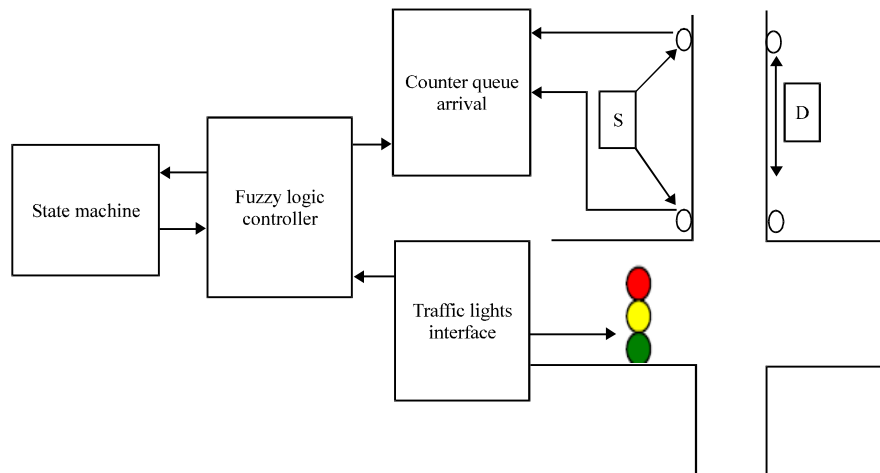 Counter queue
arrival
S
D
State machine
Fuzzy logic
controller
Traffic lights
interface